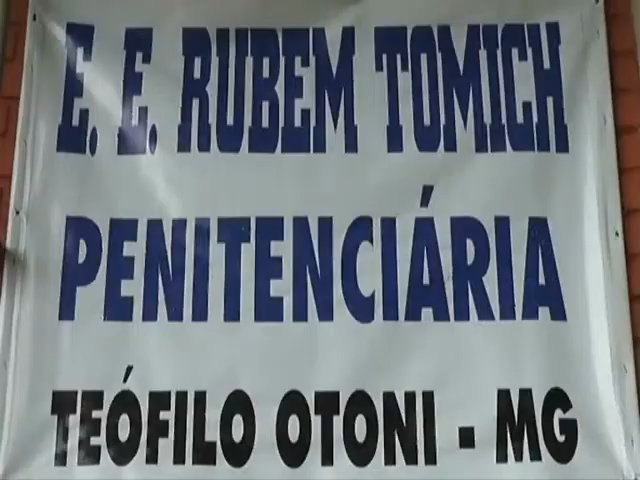 E. E. RUBEM TOMICH
PENITENCIÁRIA
TEÓFILO OTONI - MG